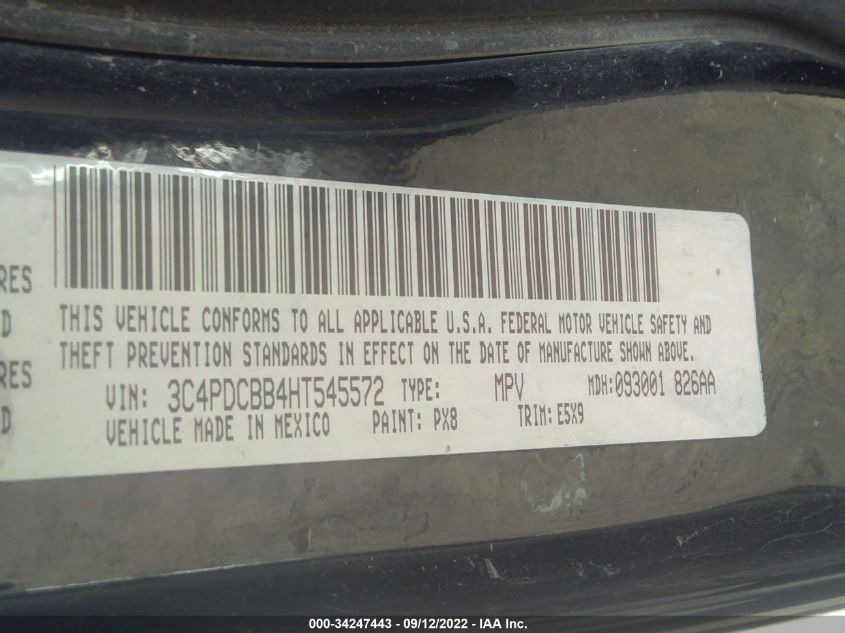 RES
D
RES
D
THIS VEHICLE CONFORMS TO ALL APPLICABLE U.S.A. FEDERAL MOTOR VEHICLE SAFETY AND
THEFT PREVENTION STANDARDS IN EFFECT ON THE DATE OF MANUFACTURE SHOWN ABOVE.
VIN: 3C4PDCBB4HT545572 TYPE: MPV MDH:093001 826AA
VEHICLE MADE IN MEXICO PAINT: PX8 TRIM:E5X9
000-34247443 - 09/12/2022 - IAA Inc.